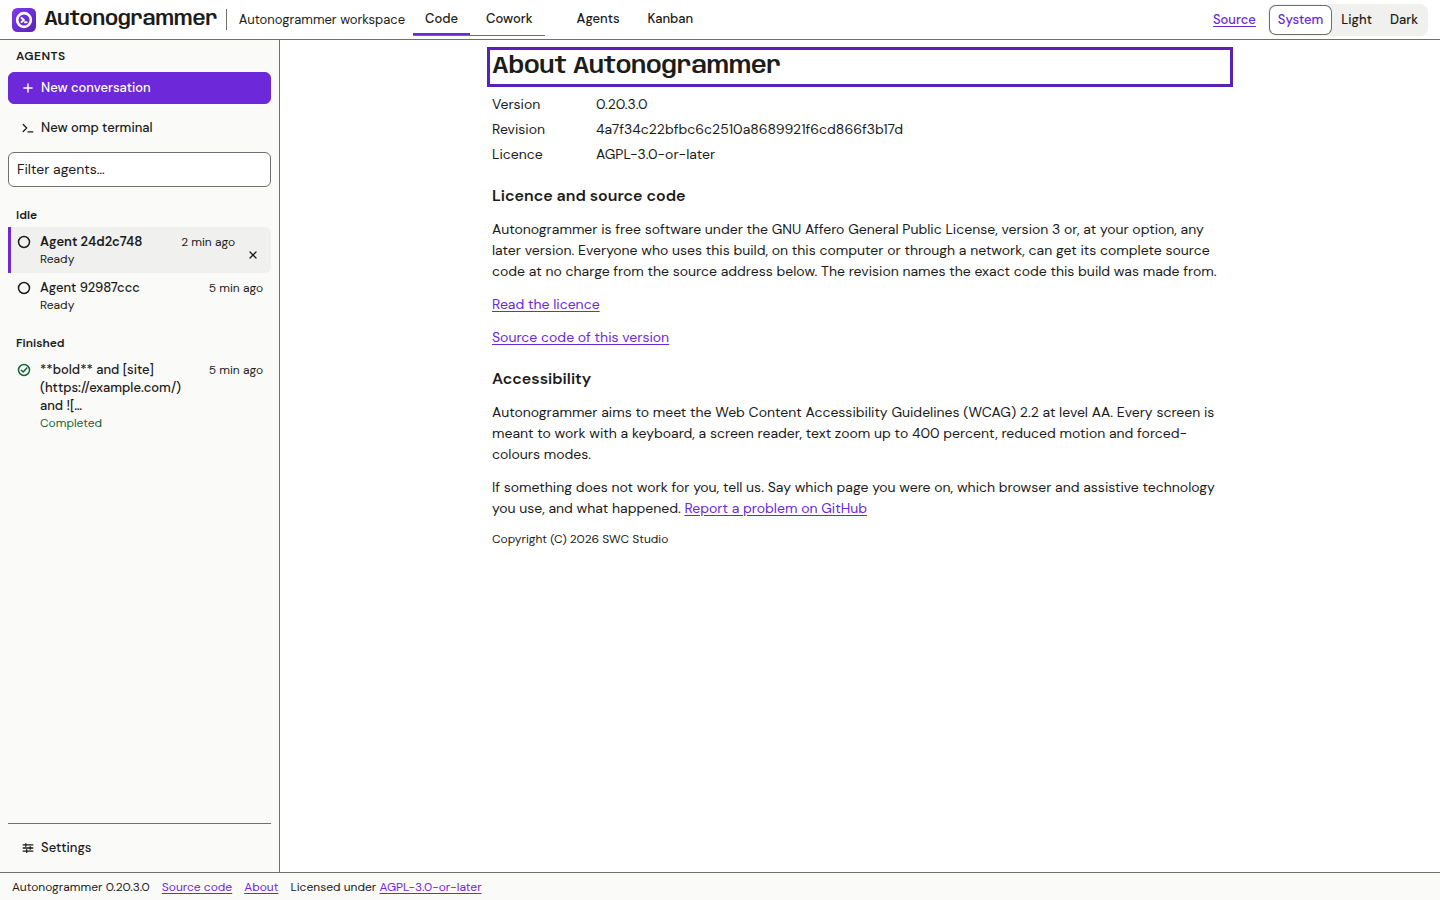 Autonogrammer
Autonogrammer workspace
Code
Cowork
Agents
Kanban
Source
System
Light
Dark
AGENTS
New conversation
New omp terminal
Filter agents...
Idle
Agent 24d2c748
2 min ago
Ready
Agent 92987ccc
5 min ago
Ready
Finished
**bold** and [site]
5 min ago
(https://example.com/)
and ![...
Completed
Settings
About Autonogrammer
Version 0.20.3.0
Revision 4a7f34c22bfbc6c2510a8689921f6cd866f3b17d
Licence AGPL-3.0-or-later
Licence and source code
Autonogrammer is free software under the GNU Affero General Public License, version 3 or, at your option, any
later version. Everyone who uses this build, on this computer or through a network, can get its complete source
code at no charge from the source address below. The revision names the exact code this build was made from.
Read the licence
Source code of this version
Accessibility
Autonogrammer aims to meet the Web Content Accessibility Guidelines (WCAG) 2.2 at level AA. Every screen is
meant to work with a keyboard, a screen reader, text zoom up to 400 percent, reduced motion and forced-
colours modes.
If something does not work for you, tell us. Say which page you were on, which browser and assistive technology
you use, and what happened. Report a problem on GitHub
Copyright (C) 2026 SWC Studio
Autonogrammer 0.20.3.0 Source code About Licensed under AGPL-3.0-or-later